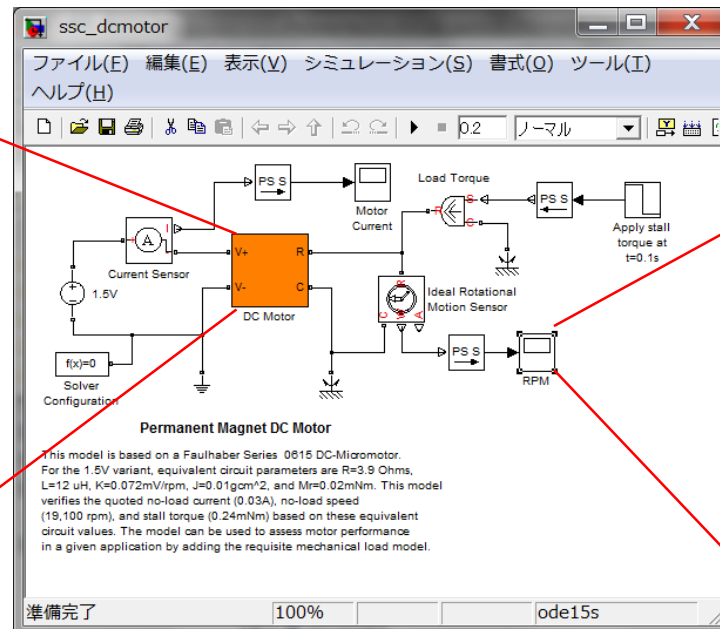 ssc_dcmotor
ファイル(F) 編集(E) 表示(V) シミュレーション(S) 書式(O) ツール(T)
ヘルプ(H)
0.2 ノーマル
PS S
Motor
Current
Load Torque
R S C
PS S
Apply stall
torque at
t=0.1s
A
+ I -
Current Sensor
1.5V
V+ R
V- C
DC Motor
R C W A
Ideal Rotational
Motion Sensor
PS S
RPM
f(x)=0
Solver
Configuration
Permanent Magnet DC Motor
This model is based on a Faulhaber Series 0615 DC-Micromotor.
For the 1.5V variant, equivalent circuit parameters are R=3.9 Ohms,
L=12 uH, K=0.072mV/rpm, J=0.01gcm^2, and Mr=0.02mNm. This model
verifies the quoted no-load current (0.03A), no-load speed
(19,100 rpm), and stall torque (0.24mNm) based on these equivalent
circuit values. The model can be used to assess motor performance
in a given application by adding the requisite mechanical load model.
準備完了 100% ode15s